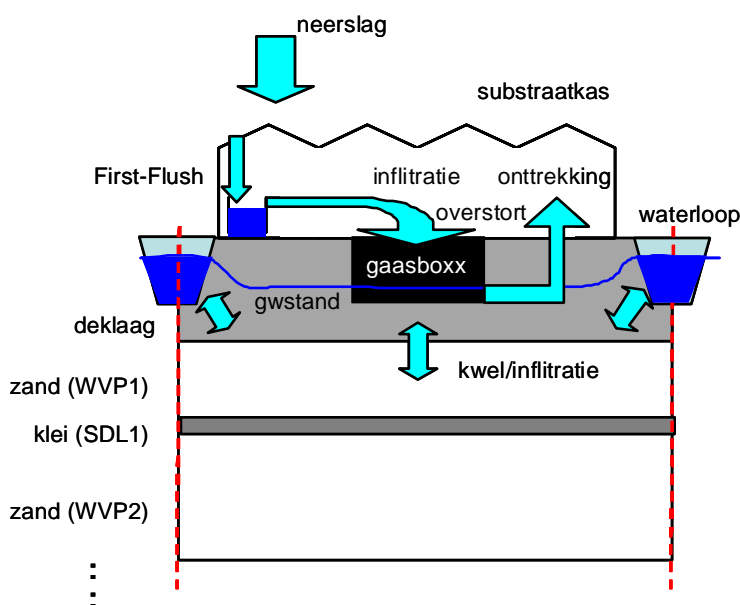 neerslag
substraatkas
First-Flush
inflitratie
onttrekking
overstort
waterloop
gaasboxx
gwstand
deklaag
kwel/inflitratie
zand (WVP1)
klei (SDL1)
zand (WVP2)